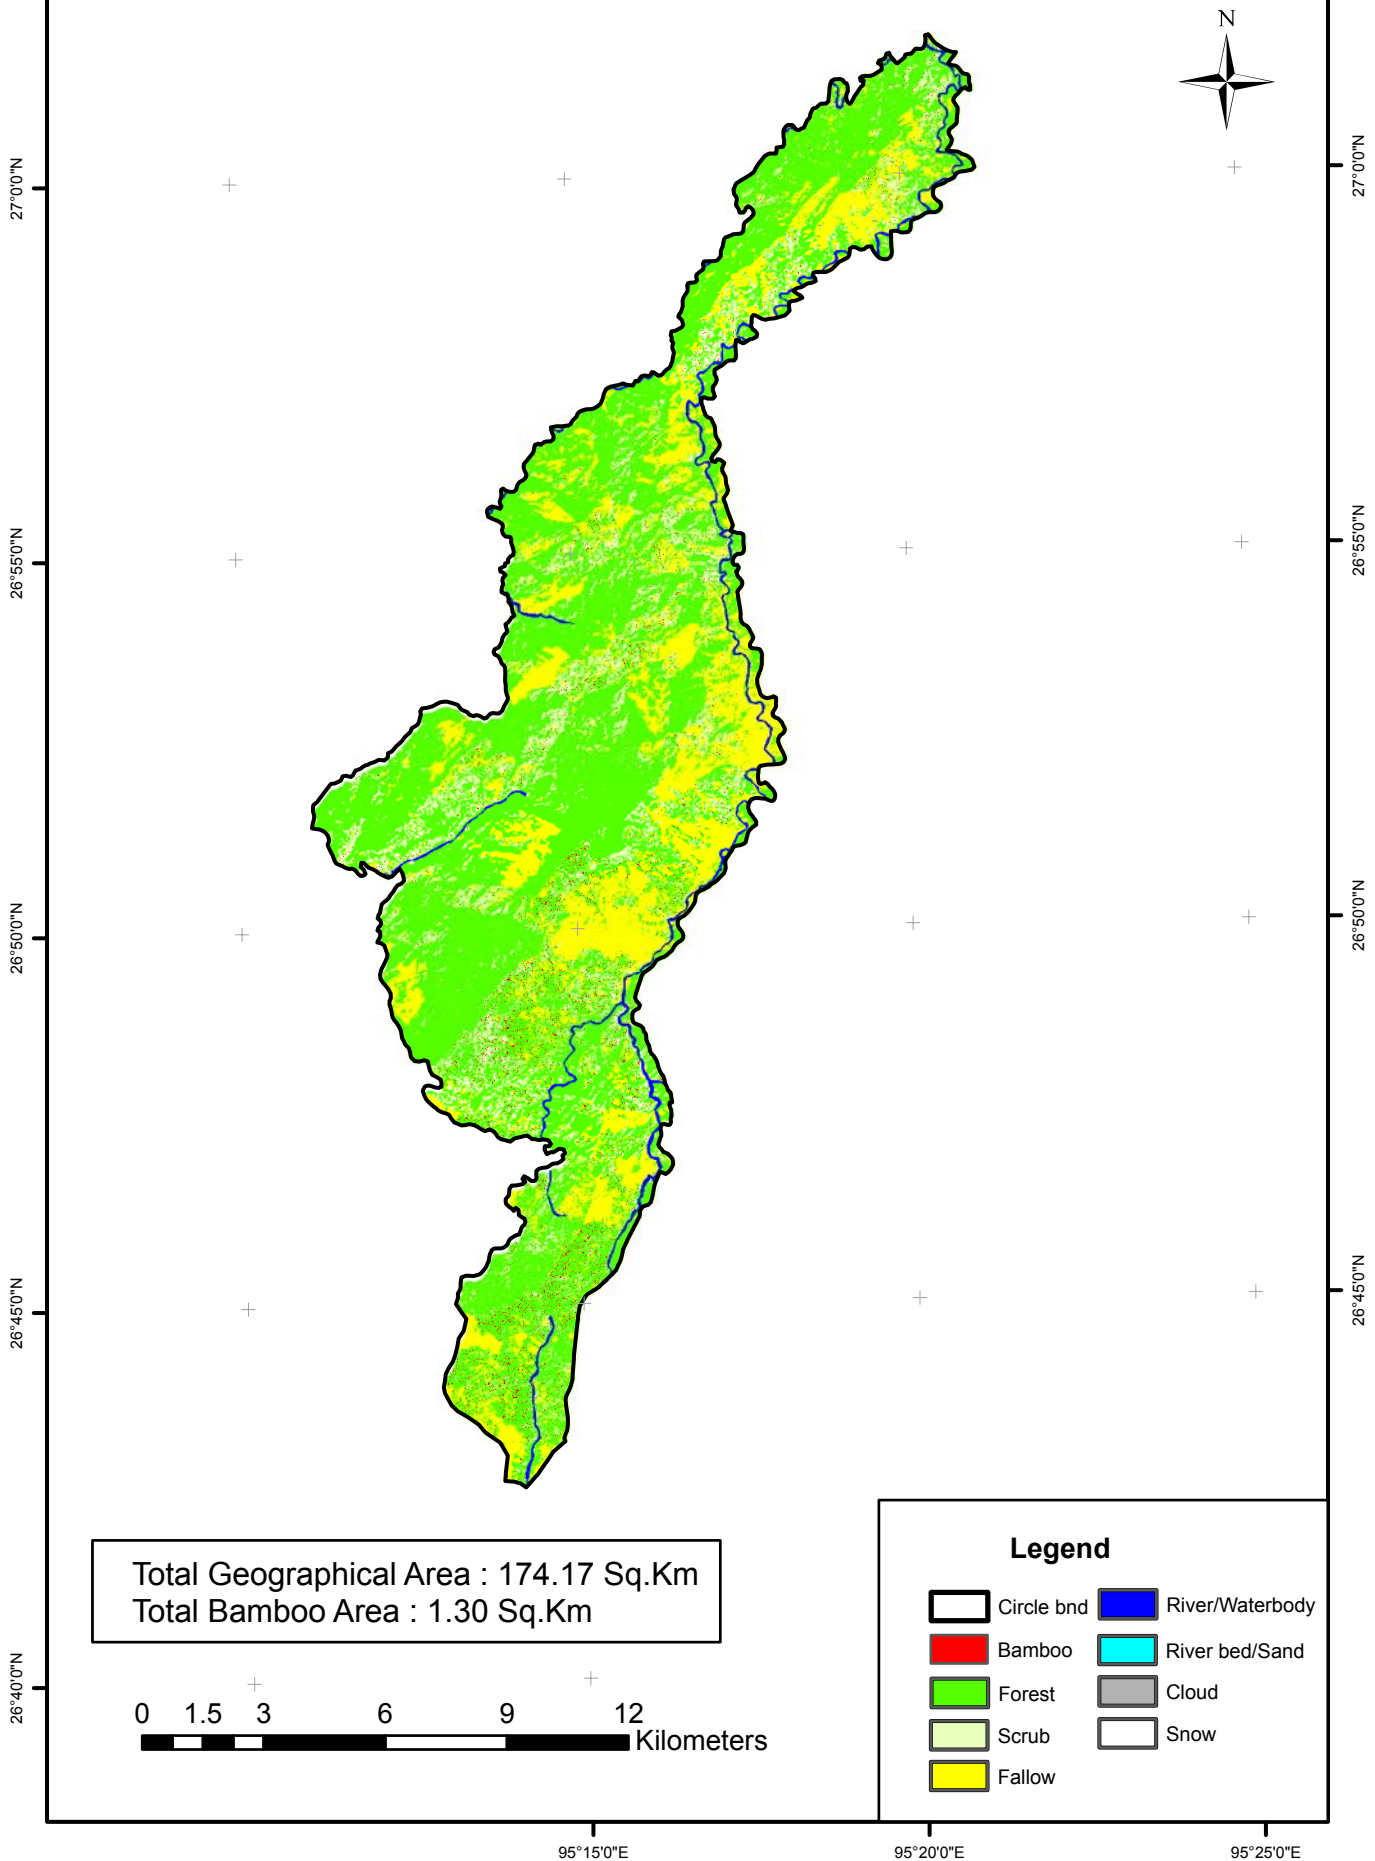 N
27°0'0"N
27°0'0"N
26°55'0"N
26°55'0"N
26°50'0"N
26°50'0"N
26°45'0"N
26°45'0"N
26°40'0"N
Total Geographical Area : 174.17 Sq.Km
Total Bamboo Area : 1.30 Sq.Km
0 1.5 3 6 9 12
Kilometers
Legend
Circle bnd
Bamboo
Forest
Scrub
Fallow
River/Waterbody
River bed/Sand
Cloud
Snow
95°15'0"E
95°20'0"E
95°25'0"E